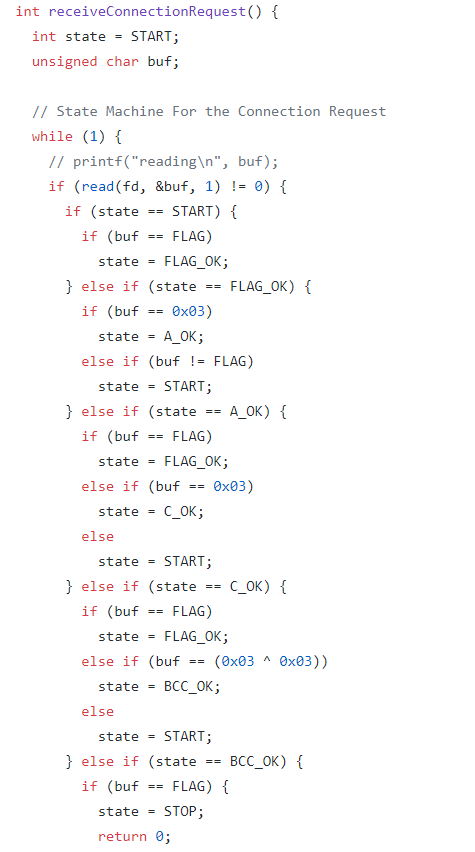 int receiveConnectionRequest() {
  int state = START;
  unsigned char buf;

  // State Machine For the Connection Request
  while (1) {
    // printf("reading\n", buf);
    if (read(fd, &buf, 1) != 0) {
      if (state == START) {
        if (buf == FLAG)
          state = FLAG_OK;
      } else if (state == FLAG_OK) {
        if (buf == 0x03)
          state = A_OK;
        else if (buf != FLAG)
          state = START;
      } else if (state == A_OK) {
        if (buf == FLAG)
          state = FLAG_OK;
        else if (buf == 0x03)
          state = C_OK;
        else
          state = START;
      } else if (state == C_OK) {
        if (buf == FLAG)
          state = FLAG_OK;
        else if (buf == (0x03 ^ 0x03))
          state = BCC_OK;
        else
          state = START;
      } else if (state == BCC_OK) {
        if (buf == FLAG) {
          state = STOP;
          return 0;